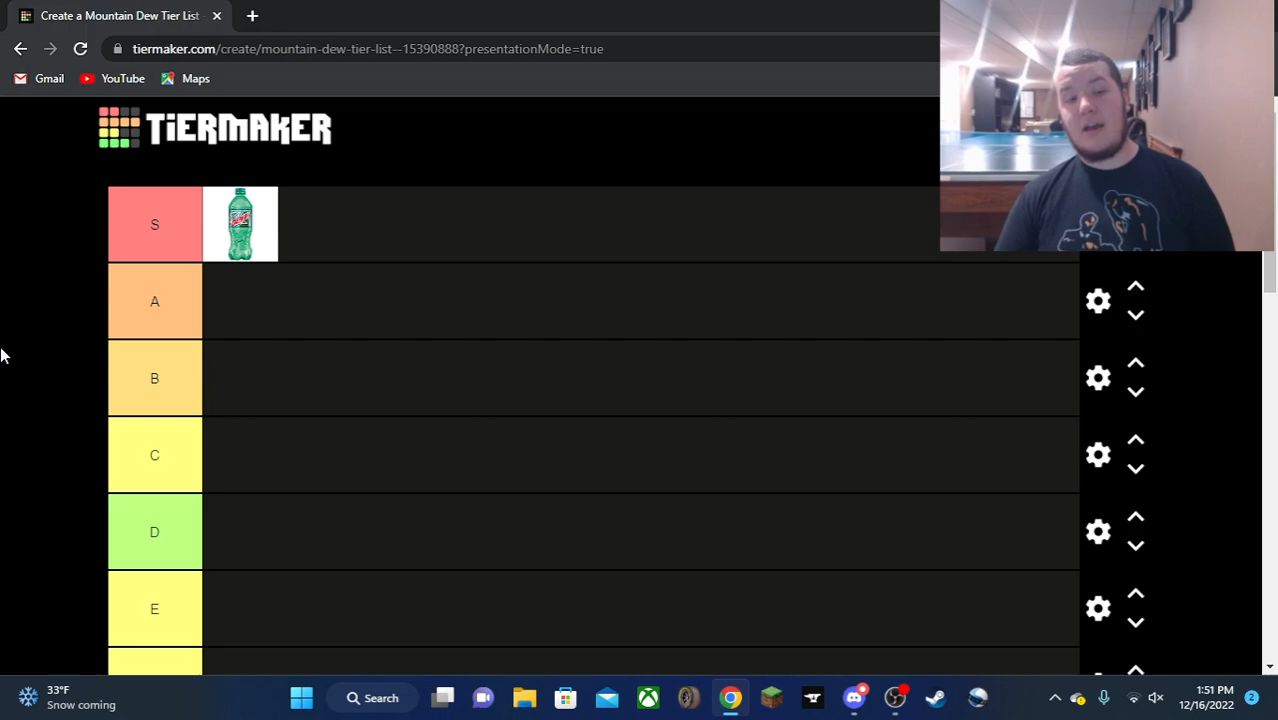 Create a Mountain Dew Tier List -
tiermaker.com/create/mountain-dew-tier-list--15390888?presentationMode=true
Gmail YouTube Maps
TiERMAKER
S
A
B
C
D
E
33°F
Snow coming
Search
1:51 PM
12/16/2022
2